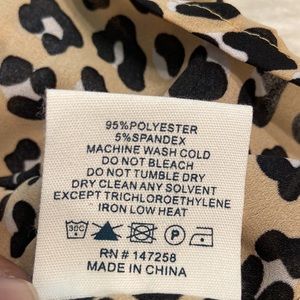 95%POLYESTER
5%SPANDEX
MACHINE WASH COLD
DO NOT BLEACH
DO NOT TUMBLE DRY
DRY CLEAN ANY SOLVENT
EXCEPT TRICHLOROETHYLENE
IRON LOW HEAT
30C P
RN # 147258
MADE IN CHINA